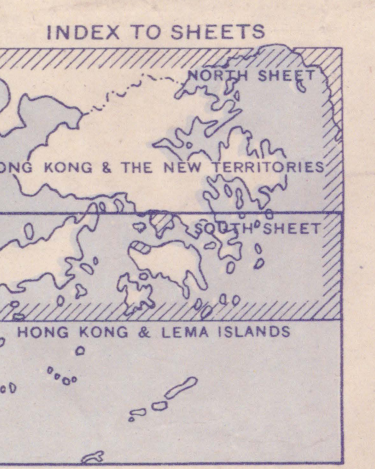 INDEX TO SHEETS
NORTH SHEET
ONG KONG & THE NEW TERRITORIES
SOUTH SHEET
HONG KONG & LEMA ISLANDS